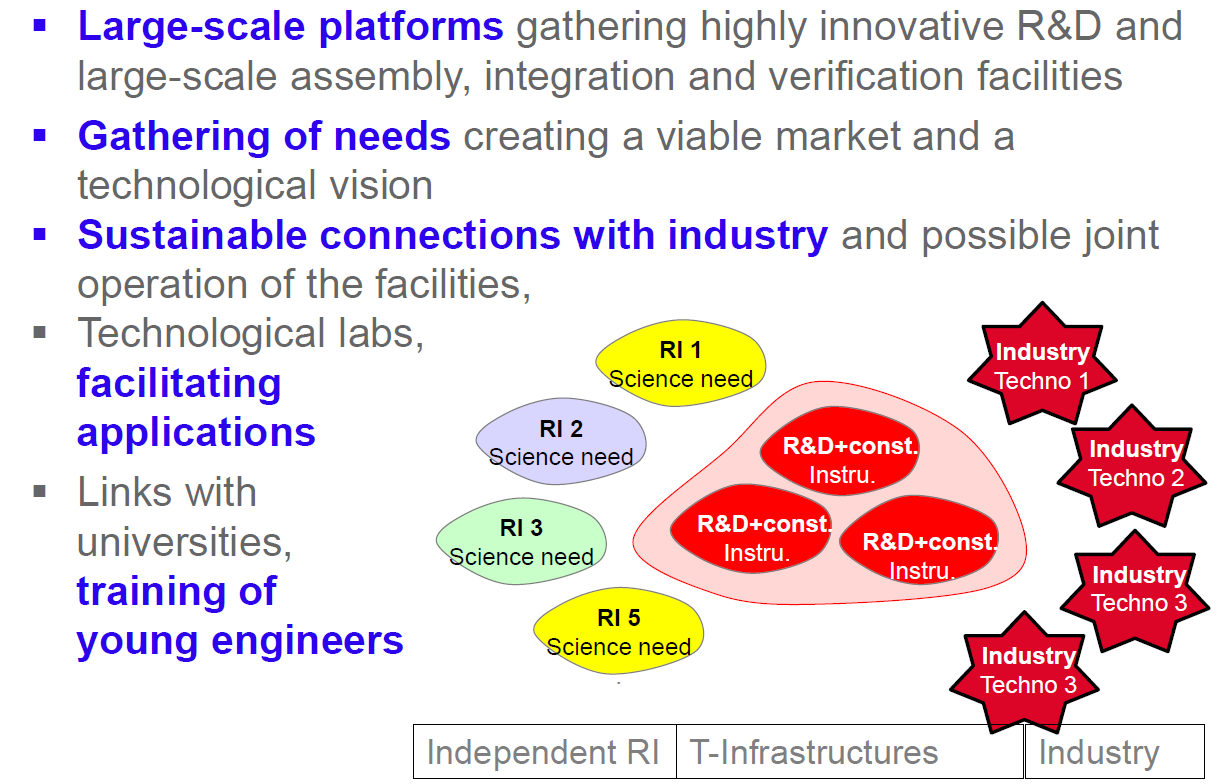 ▪ Large-scale platforms gathering highly innovative R&D and
large-scale assembly, integration and verification facilities
▪ Gathering of needs creating a viable market and a
technological vision
▪ Sustainable connections with industry and possible joint
operation of the facilities,
▪ Technological labs,
facilitating
applications
▪ Links with
universities,
training of
young engineers
RI 1
Science need
RI 2
Science need
RI 3
Science need
RI 5
Science need
R&D+const.
Instru.
R&D+const.
Instru.
R&D+const.
Instru.
Industry
Techno 1
Industry
Techno 2
Industry
Techno 3
Industry
Techno 3
Independent RI
T-Infrastructures
Industry